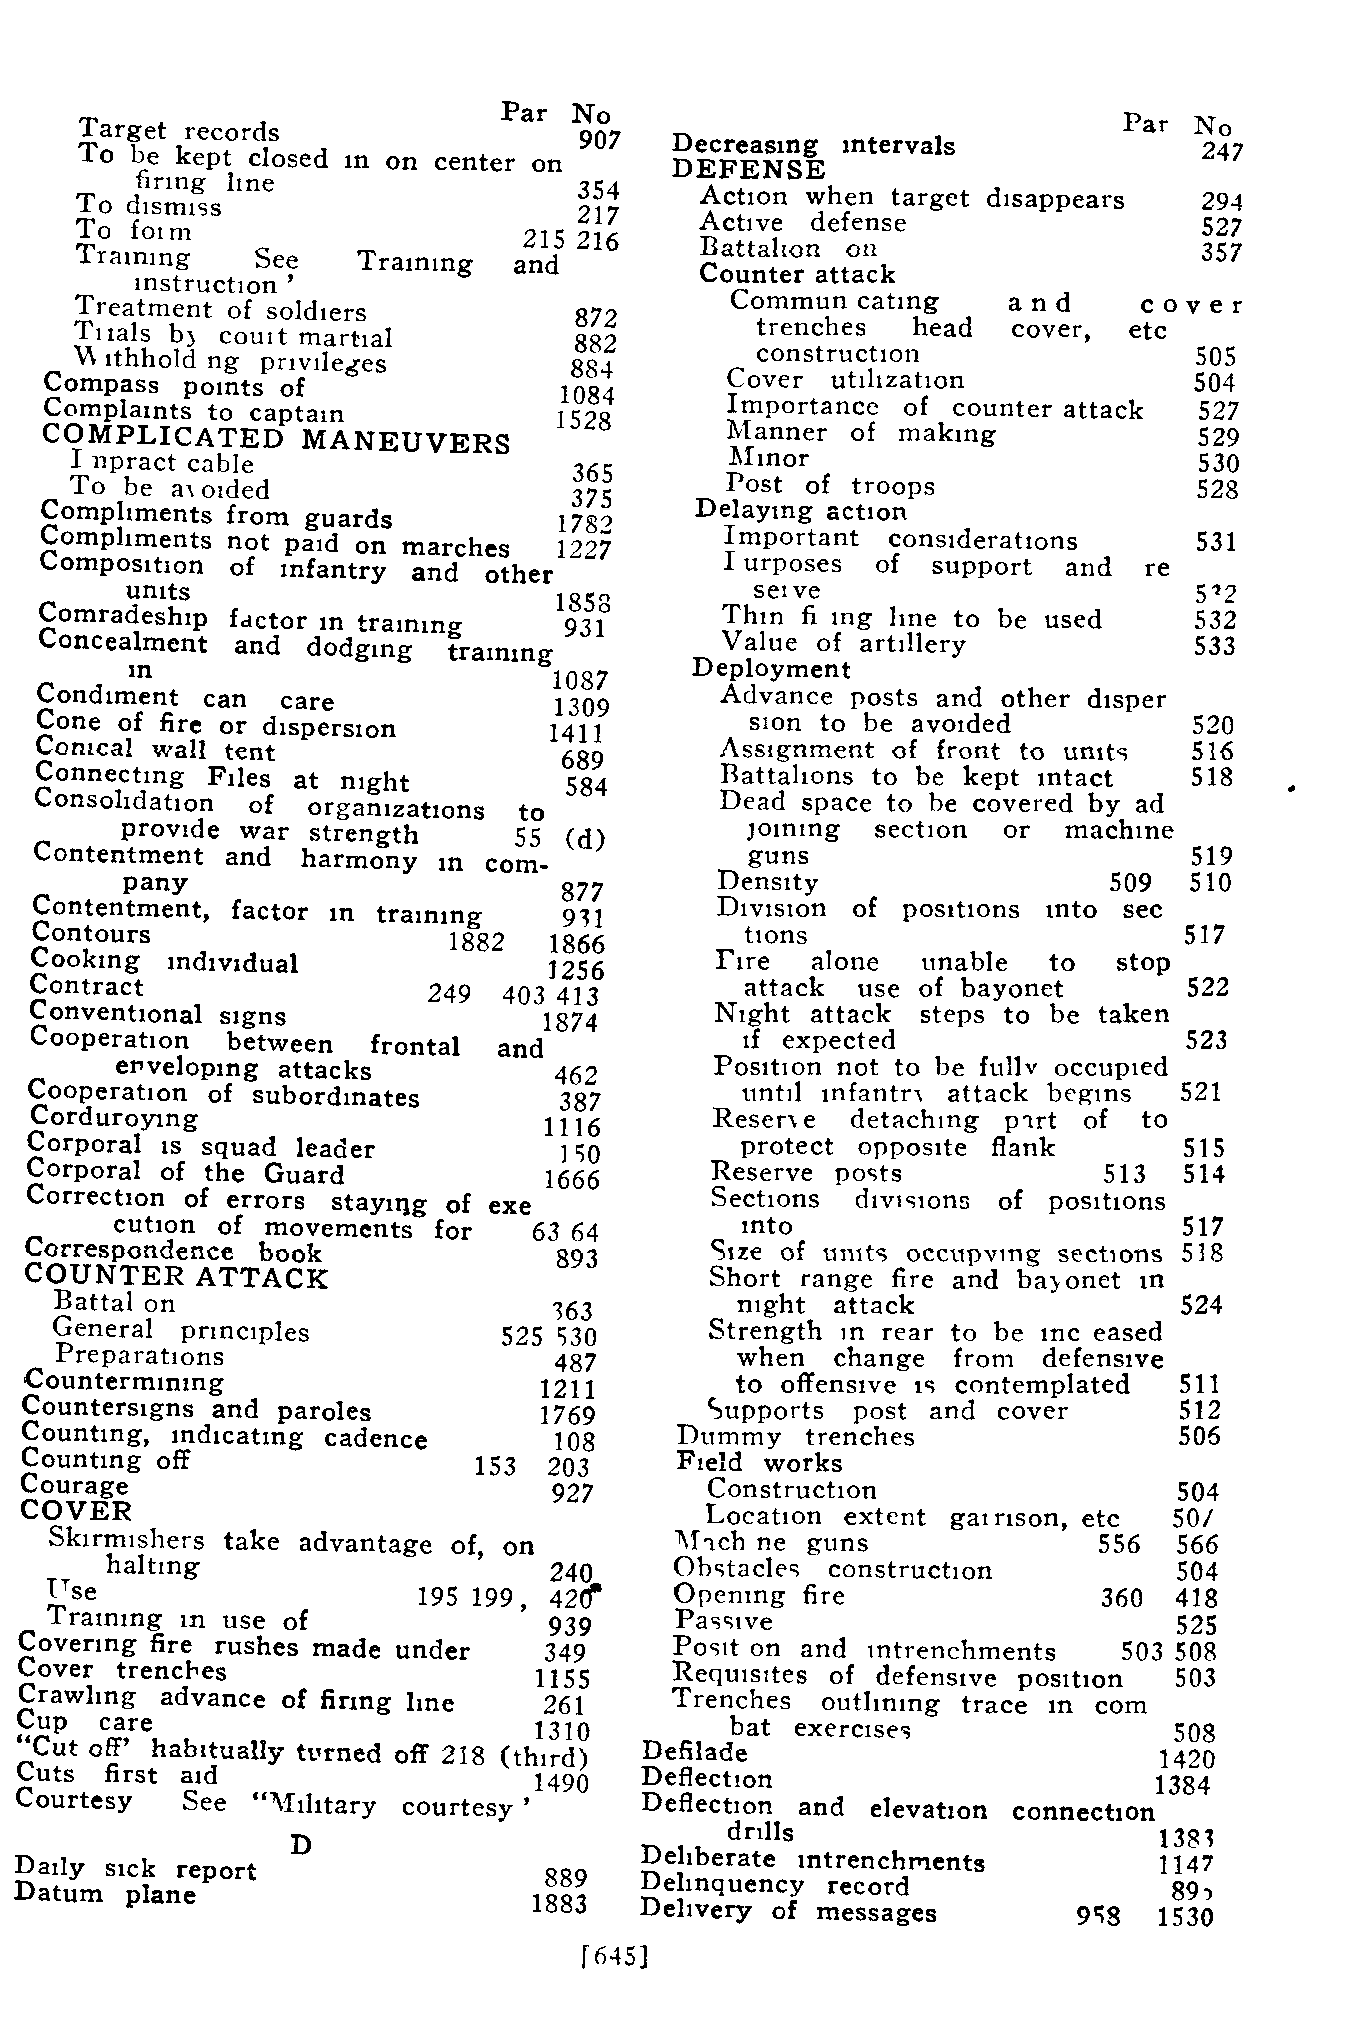 Par No
Target records 907
To be kept closed in on center on
firing line 354
To dismiss 217
To form 215 216
Training See Training and
instruction'
Treatment of soldiers 872
Trials by court martial 882
Withholding privileges 884
Compass points of 1084
Complaints to captain 1528
COMPLICATED MANEUVERS
Impracticable 365
To be avoided 375
Compliments from guards 1782
Compliments not paid on marches 1227
Composition of infantry and other
units 1858
Comradeship factor in training 931
Concealment and dodging training
in 1087
Condiment can care 1309
Cone of fire or dispersion 1411
Conical wall tent 689
Connecting Files at night 584
Consolidation of organizations to
provide war strength 55 (d)
Contentment and harmony in com-
pany 877
Contentment, factor in training 931
Contours 1882 1866
Cooking individual 1256
Contract 249 403 413
Conventional signs 1874
Cooperation between frontal and
enveloping attacks 462
Cooperation of subordinates 387
Corduroying 1116
Corporal is squad leader 150
Corporal of the Guard 1666
Correction of errors staying of exe
cution of movements for 63 64
Correspondence book 893
COUNTER ATTACK
Battalion 363
General principles 525 530
Preparations 487
Countermining 1211
Countersigns and paroles 1769
Counting, indicating cadence 108
Counting off 153 203
Courage 927
COVER
Skirmishers take advantage of, on
halting 240
Use 195 199, 420
Training in use of 939
Covering fire rushes made under 349
Cover trenches 1155
Crawling advance of firing line 261
Cup care 1310
"Cut off' habitually turned off 218 (third)
Cuts first aid 1490
Courtesy See "Military courtesy'
D
Daily sick report 889
Datum plane 1883
Par No
Decreasing intervals 247
DEFENSE
Action when target disappears 294
Active defense 527
Battalion on 357
Counter attack
Communicating and cover
trenches head cover, etc
construction 505
Cover utilization 504
Importance of counter attack 527
Manner of making 529
Minor 530
Post of troops 528
Delaying action
Important considerations 531
Purposes of support and re
serve 532
Thin firing line to be used 532
Value of artillery 533
Deployment
Advance posts and other disper
sion to be avoided 520
Assignment of front to units 516
Battalions to be kept intact 518
Dead space to be covered by ad
joining section or machine
guns 519
Density 509 510
Division of positions into sec
tions 517
Fire alone unable to stop
attack use of bayonet 522
Night attack steps to be taken
if expected 523
Position not to be fully occupied
until infantry attack begins 521
Reserve detaching part of to
protect opposite flank 515
Reserve posts 513 514
Sections divisions of positions
into 517
Size of units occupying sections 518
Short range fire and bayonet in
night attack 524
Strength in rear to be increased
when change from defensive
to offensive is contemplated 511
Supports post and cover 512
Dummy trenches 506
Field works
Construction 504
Location extent garrison, etc 507
Machine guns 556 566
Obstacles construction 504
Opening fire 360 418
Passive 525
Position and intrenchments 503 508
Requisites of defensive position 503
Trenches outlining trace in com
bat exercises 508
Defilade 1420
Deflection 1384
Deflection and elevation connection
drills 1383
Deliberate intrenchments 1147
Delinquency record
Delivery of messages 958 1530
[645]